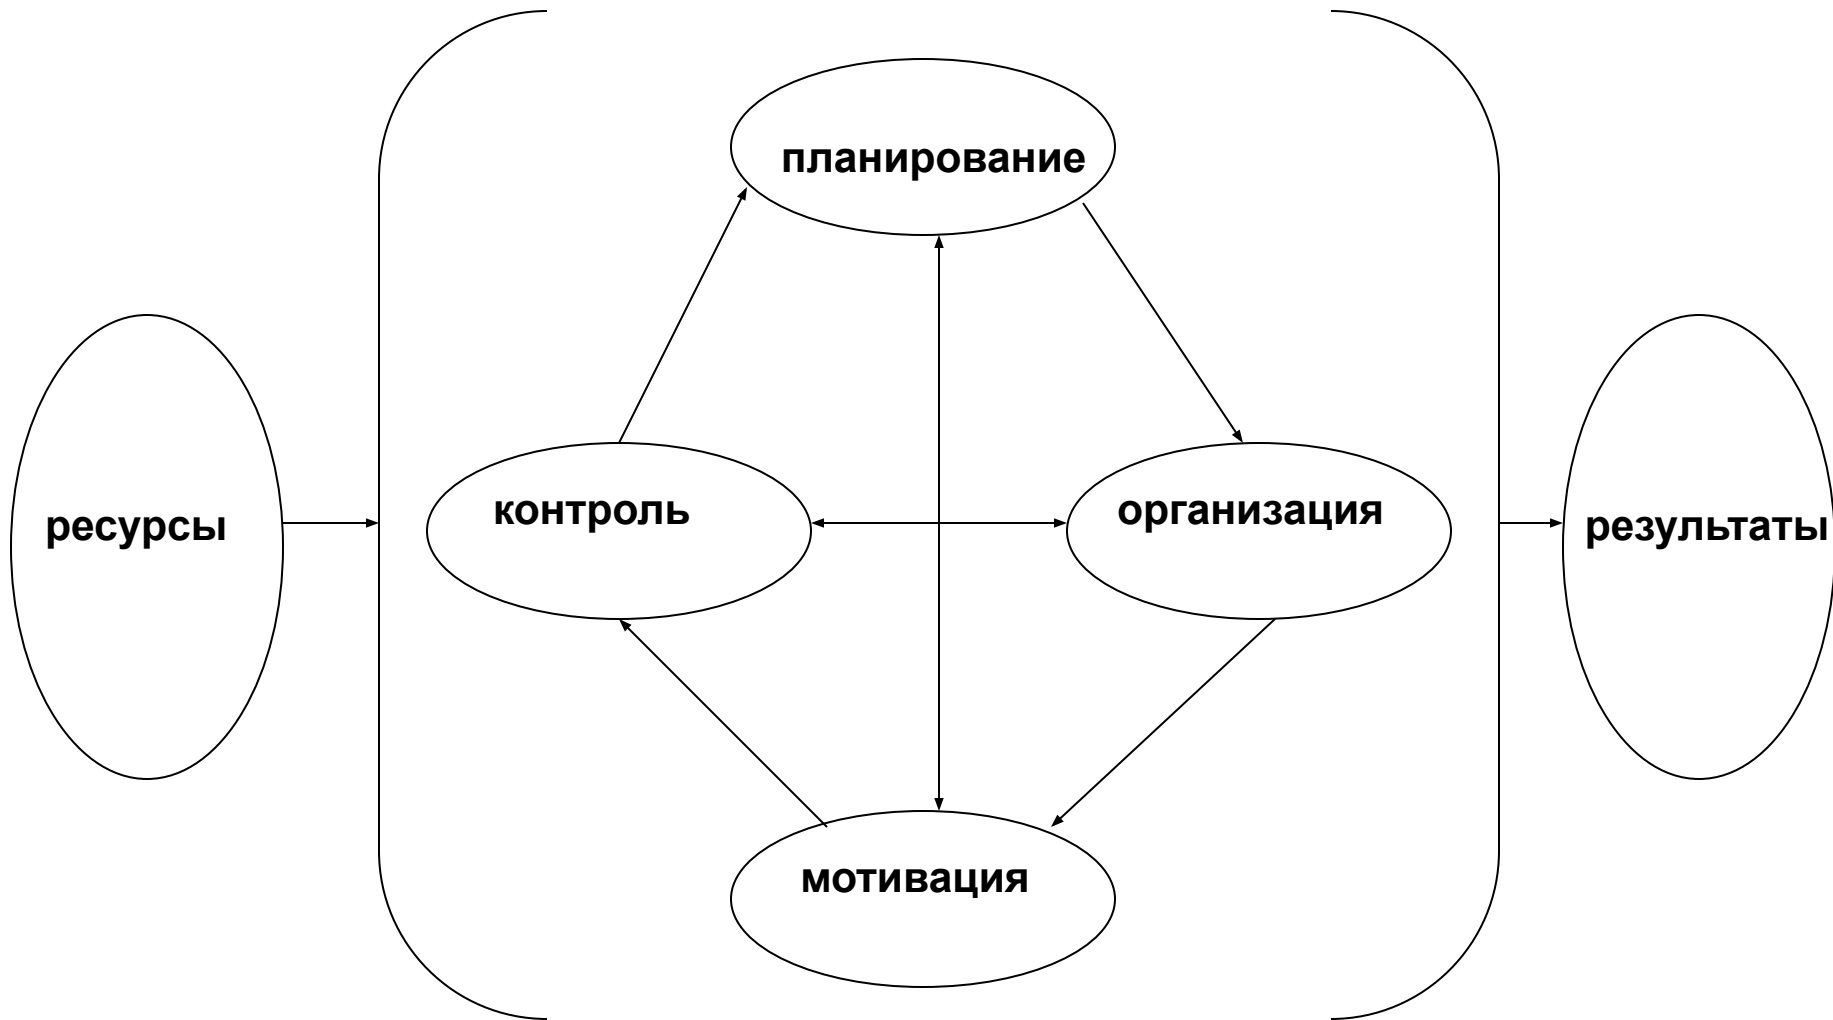 планирование
контроль
организация
ресурсы
результаты
мотивация